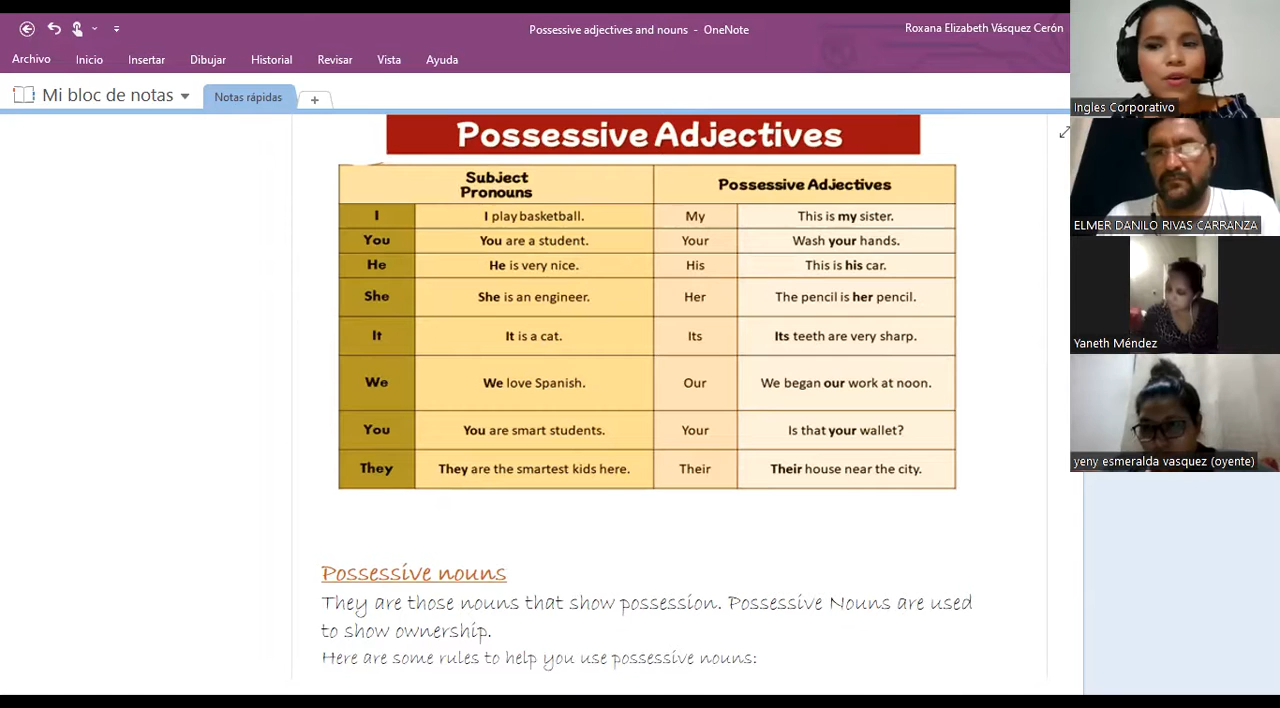 Possessive adjectives and nouns - OneNote
Roxana Elizabeth Vásquez Cerón
Archivo Inicio Insertar Dibujar Historial Revisar Vista Ayuda
Mi bloc de notas Notas rápidas +
Possessive Adjectives
Subject
Pronouns
Possessive Adjectives
I I play basketball. My This is my sister.
You You are a student. Your Wash your hands.
He He is very nice. His This is his car.
She She is an engineer. Her The pencil is her pencil.
It It is a cat. Its Its teeth are very sharp.
We We love Spanish. Our We began our work at noon.
You You are smart students. Your Is that your wallet?
They They are the smartest kids here. Their Their house near the city.
Possessive nouns
They are those nouns that show possession. Possessive Nouns are used
to show ownership.
Here are some rules to help you use possessive nouns:
Ingles Corporativo
ELMER DANILO RIVAS CARRANZA
Yaneth Méndez
yeny esmeralda vasquez (oyente)